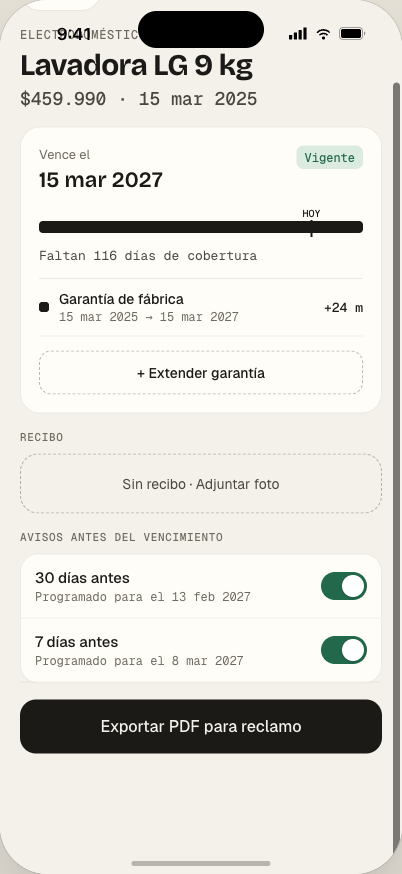 ELECTRODOMÉSTIC
9:41
Lavadora LG 9 kg
$459.990 · 15 mar 2025
Vence el
Vigente
15 mar 2027
HOY
Faltan 116 días de cobertura
Garantía de fábrica
+24 m
15 mar 2025 → 15 mar 2027
+ Extender garantía
RECIBO
Sin recibo · Adjuntar foto
AVISOS ANTES DEL VENCIMIENTO
30 días antes
Programado para el 13 feb 2027
7 días antes
Programado para el 8 mar 2027
Exportar PDF para reclamo